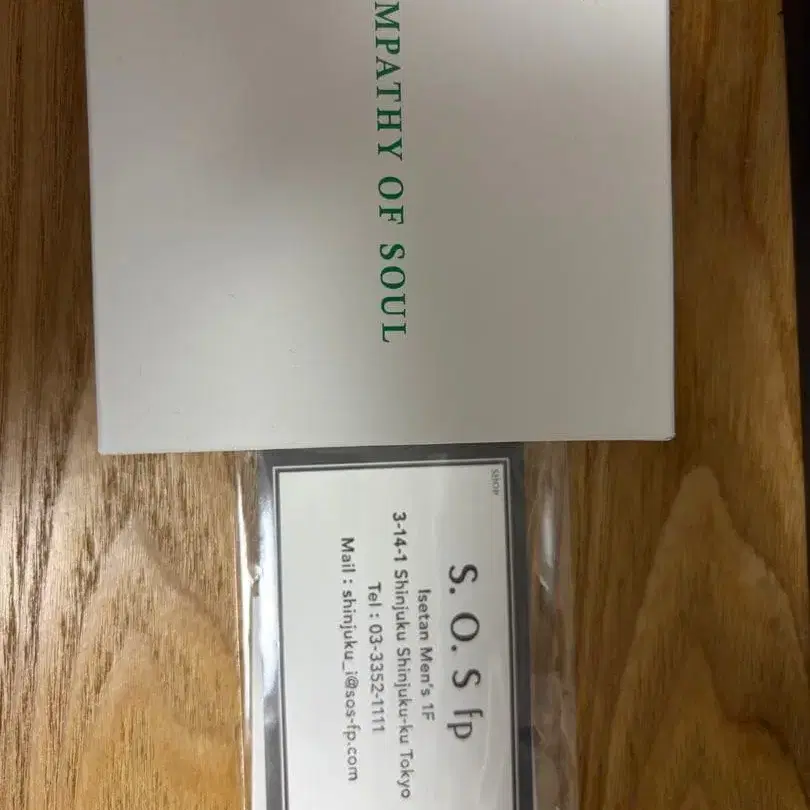 MPATHY OF SOUL
SHOP
S. O. S fp
Isetan Men's 1F
3-14-1 Shinjuku Shinjuku-ku Tokyo
Tel : 03-3352-1111
Mail : shinjuku_i@sos-fp.com